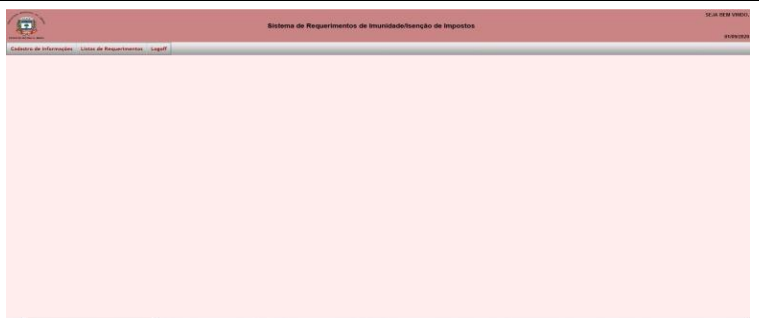 SEJA BEM VINDO,
Sistema de Requerimentos de Imunidade/Isenção de Impostos
Cadastro de Informações Listas de Requerimentos Logoff